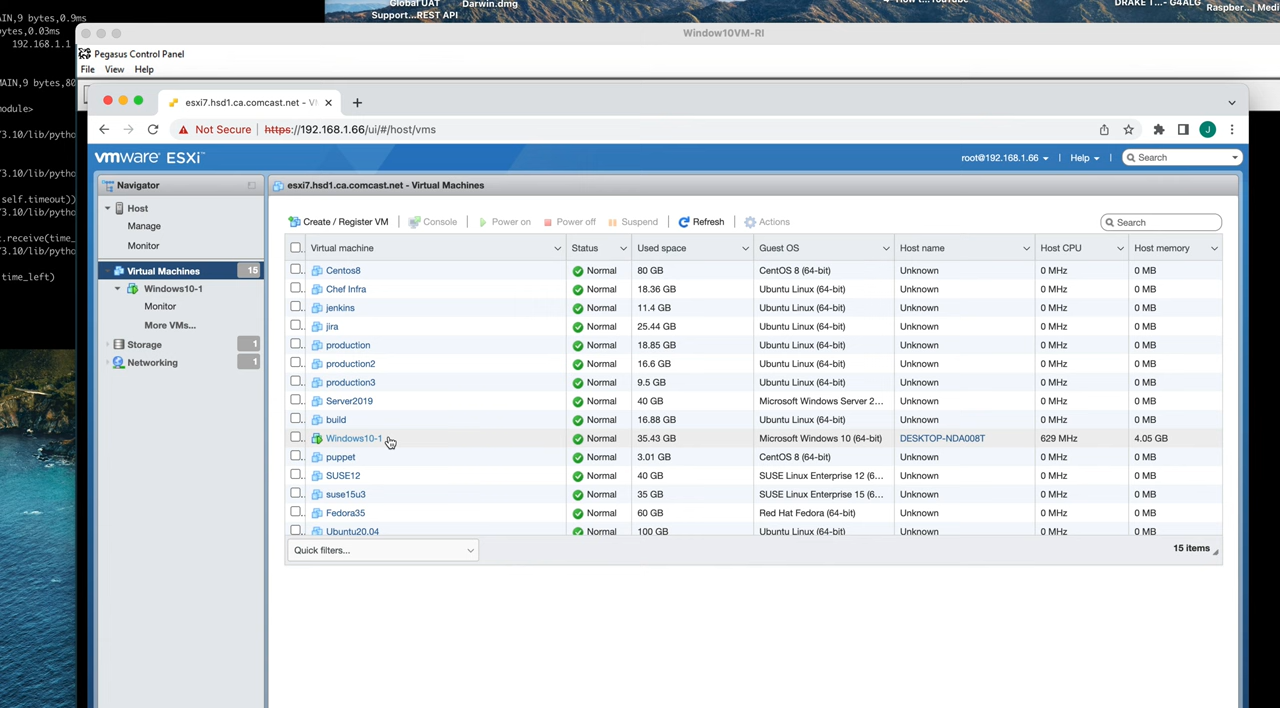 AIN,9 bytes,0.9ms
bytes,0.03ms
192.168.1.1
MAIN,9 bytes,80
module>
/3.10/lib/pytho
/3.10/lib/pytho
self.timeout))
/3.10/lib/pytho
.receive(time_
/3.10/lib/pytho
time_left)
Global UAT
Support...REST API
Darwin.dmg
DRAKE T...- G4ALG
Raspber...| Medi
Window10VM-RI
Pegasus Control Panel
File View Help
esxi7.hsd1.ca.comcast.net - VM
Not Secure | https://192.168.1.66/ui/#/host/vms
J
vmware ESXi™
root@192.168.1.66 | Help | Search
Navigator
Host
Manage
Monitor
Virtual Machines 15
Windows10-1
Monitor
More VMs...
Storage 1
Networking 1
esxi7.hsd1.ca.comcast.net - Virtual Machines
Create / Register VM | Console | Power on Power off Suspend | Refresh | Actions
Search
Virtual machine Status Used space Guest OS Host name Host CPU Host memory
Centos8 Normal 80 GB CentOS 8 (64-bit) Unknown 0 MHz 0 MB
Chef Infra Normal 18.36 GB Ubuntu Linux (64-bit) Unknown 0 MHz 0 MB
jenkins Normal 11.4 GB Ubuntu Linux (64-bit) Unknown 0 MHz 0 MB
jira Normal 25.44 GB Ubuntu Linux (64-bit) Unknown 0 MHz 0 MB
production Normal 18.85 GB Ubuntu Linux (64-bit) Unknown 0 MHz 0 MB
production2 Normal 16.6 GB Ubuntu Linux (64-bit) Unknown 0 MHz 0 MB
production3 Normal 9.5 GB Ubuntu Linux (64-bit) Unknown 0 MHz 0 MB
Server2019 Normal 40 GB Microsoft Windows Server 2... Unknown 0 MHz 0 MB
build Normal 16.88 GB Ubuntu Linux (64-bit) Unknown 0 MHz 0 MB
Windows10-1 Normal 35.43 GB Microsoft Windows 10 (64-bit) DESKTOP-NDA008T 629 MHz 4.05 GB
puppet Normal 3.01 GB CentOS 8 (64-bit) Unknown 0 MHz 0 MB
SUSE12 Normal 40 GB SUSE Linux Enterprise 12 (6... Unknown 0 MHz 0 MB
suse15u3 Normal 35 GB SUSE Linux Enterprise 15 (6... Unknown 0 MHz 0 MB
Fedora35 Normal 60 GB Red Hat Fedora (64-bit) Unknown 0 MHz 0 MB
Ubuntu20.04 Normal 100 GB Ubuntu Linux (64-bit) Unknown 0 MHz 0 MB
Quick filters...
15 items